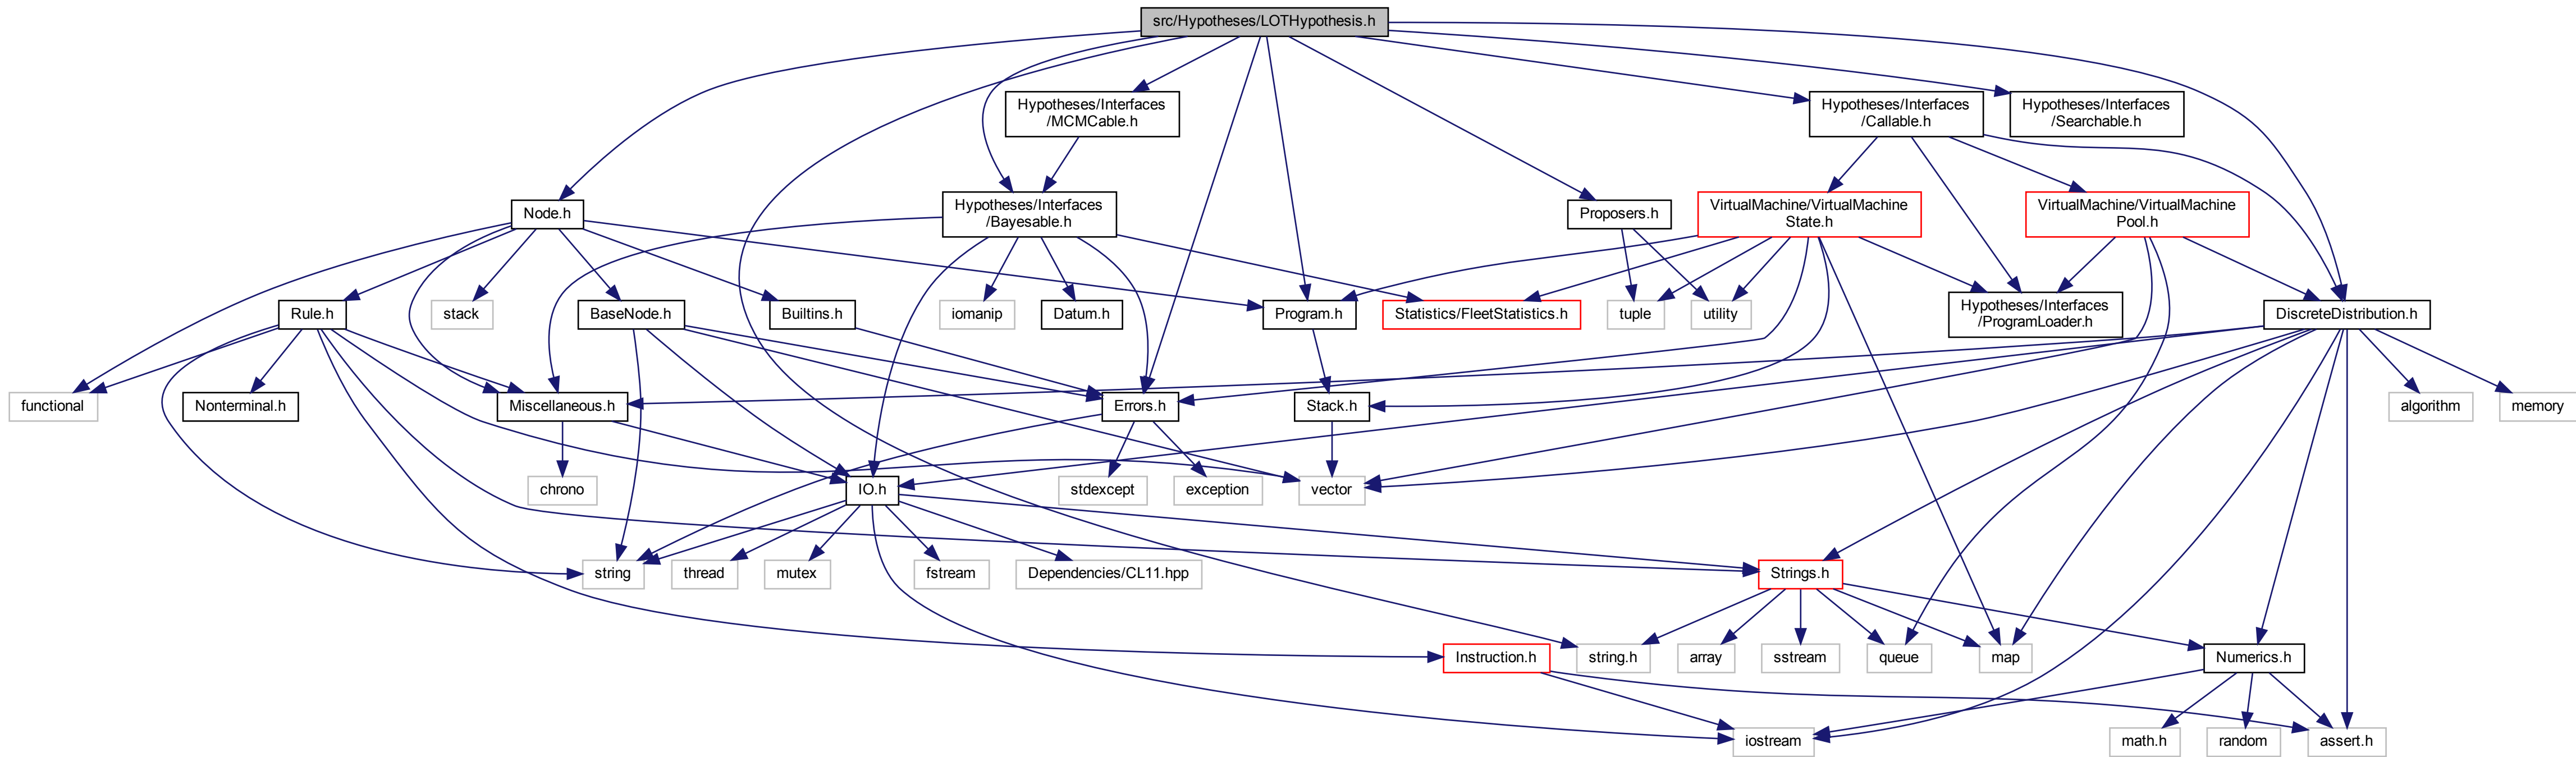 src/Hypotheses/LOTHypothesis.h
Hypotheses/Interfaces
/MCMCable.h
Hypotheses/Interfaces
/Callable.h
Hypotheses/Interfaces
/Searchable.h
Node.h
Hypotheses/Interfaces
/Bayesable.h
Proposers.h
VirtualMachine/VirtualMachine
State.h
VirtualMachine/VirtualMachine
Pool.h
Rule.h
stack
BaseNode.h
Builtins.h
iomanip
Datum.h
Program.h
Statistics/FleetStatistics.h
tuple
utility
Hypotheses/Interfaces
/ProgramLoader.h
DiscreteDistribution.h
functional
Nonterminal.h
Miscellaneous.h
Errors.h
Stack.h
algorithm
memory
chrono
IO.h
stdexcept
exception
vector
string
thread
mutex
fstream
Dependencies/CL11.hpp
Strings.h
Instruction.h
string.h
array
sstream
queue
map
Numerics.h
iostream
math.h
random
assert.h